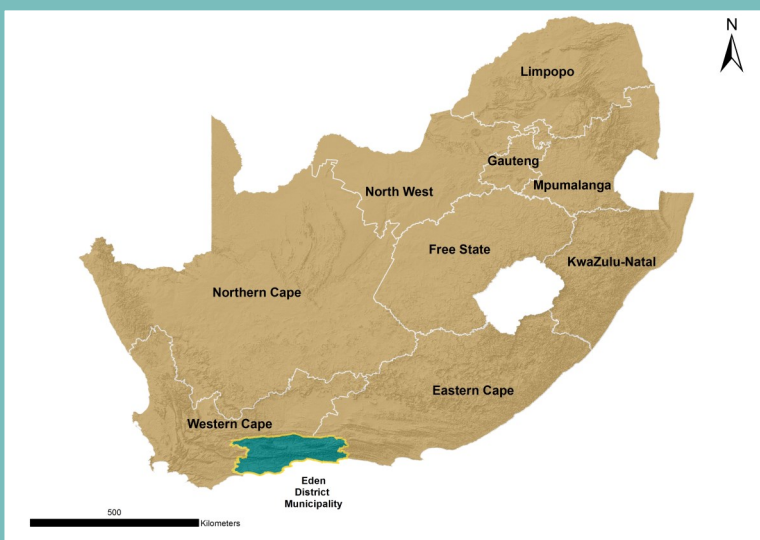 N
Limpopo
Gauteng
Mpumalanga
North West
Free State
KwaZulu-Natal
Northern Cape
Eastern Cape
Western Cape
Eden
District
Municipality
500
Kilometers